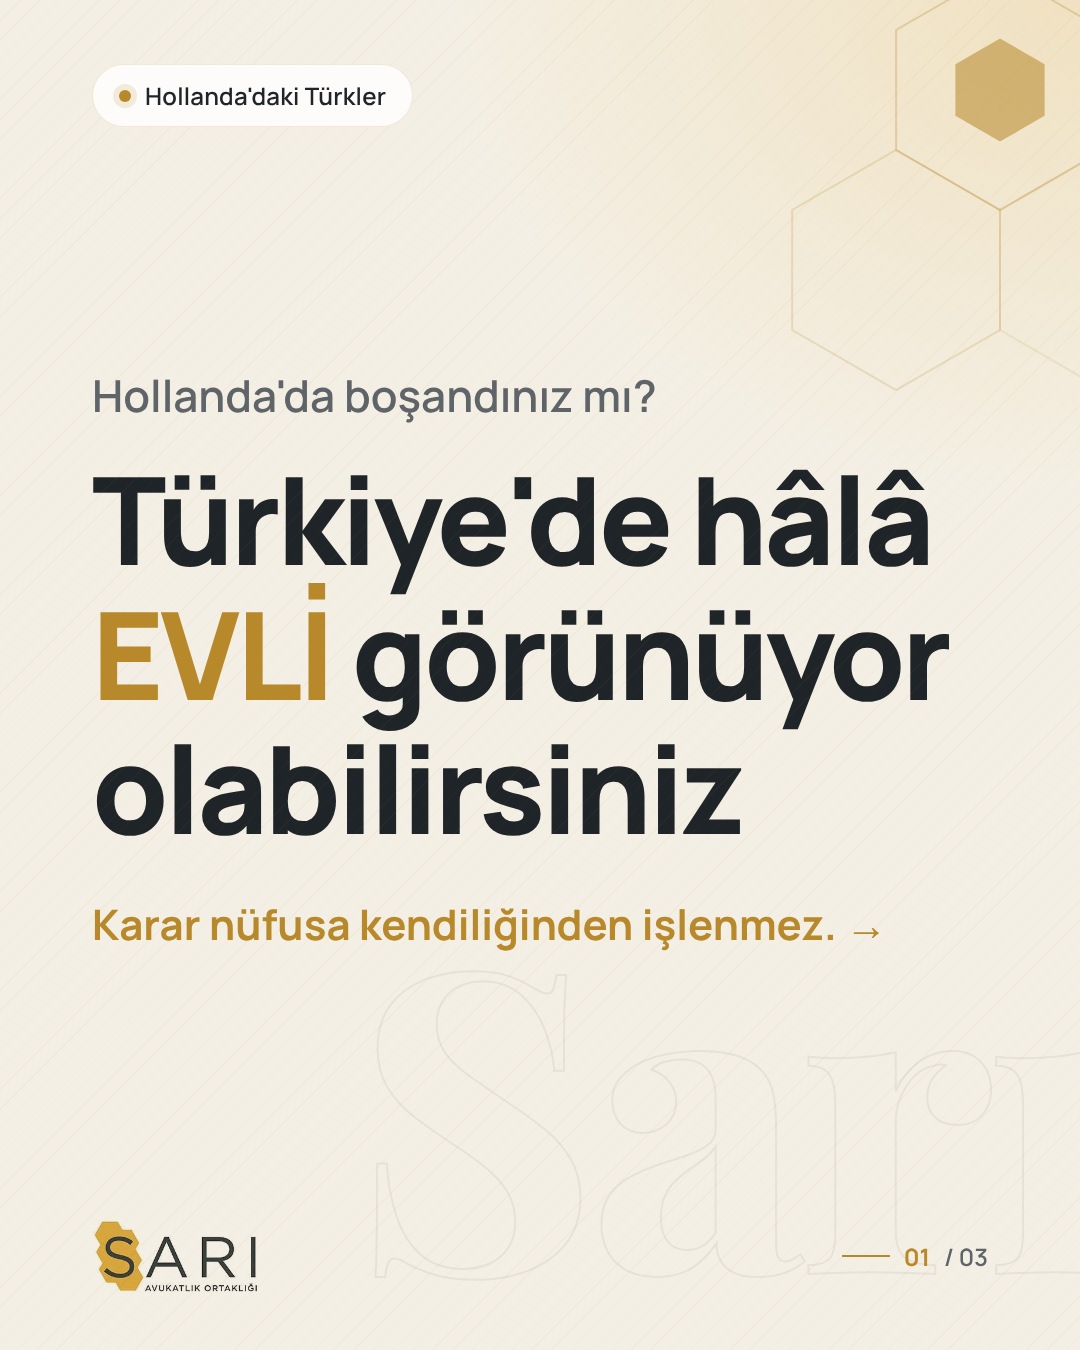 Hollanda'daki Türkler
Hollanda'da boşandınız mı?
Türkiye'de hâlâ
EVLİ görünüyor
olabilirsiniz
Karar nüfusa kendiliğinden işlenmez. →
Sarı
SARI
AVUKATLIK ORTAKLIĞI
01 / 03